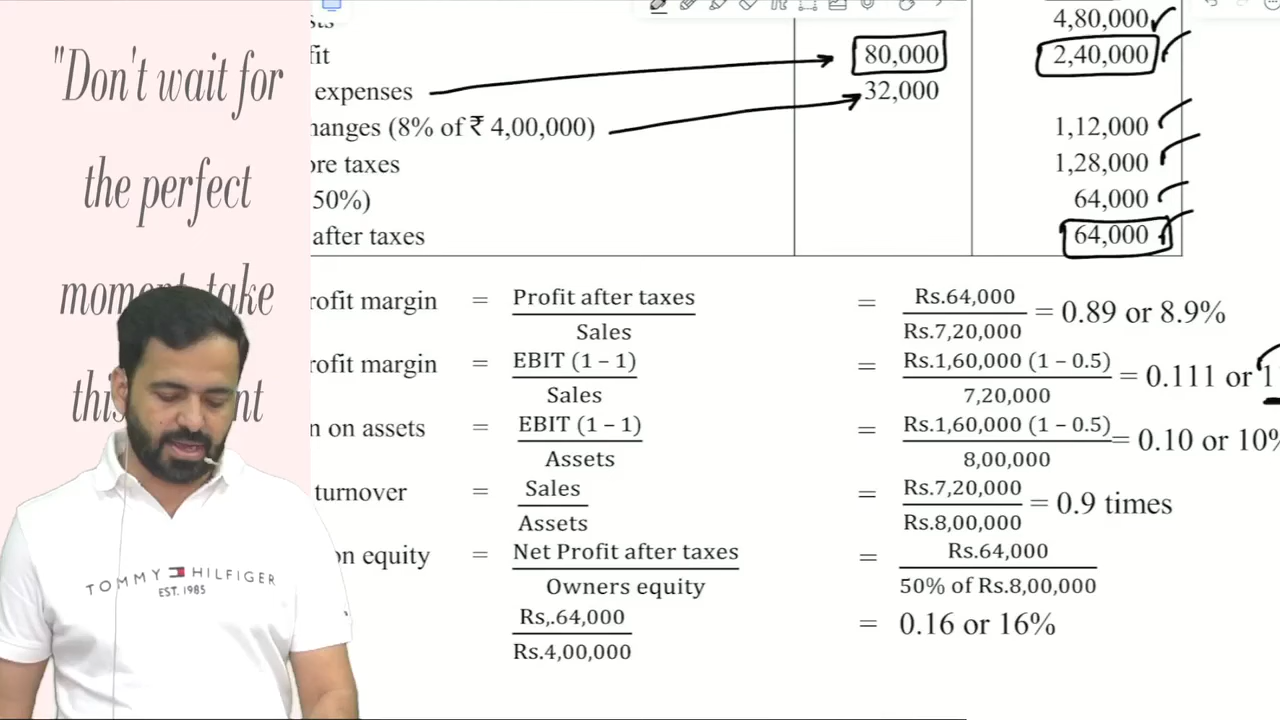 "Don't wait for
the perfect
moment, take
TOMMY HILFIGER
EST. 1985
4,80,000
80,000 2,40,000
expenses 32,000
(8% of ₹ 4,00,000) 1,12,000
taxes 1,28,000
50%) 64,000
after taxes 64,000
margin = Profit after taxes / Sales = Rs.64,000 / Rs.7,20,000 = 0.89 or 8.9%
margin = EBIT (1 – 1) / Sales = Rs.1,60,000 (1 – 0.5) / 7,20,000 = 0.111 or
on assets = EBIT (1 – 1) / Assets = Rs.1,60,000 (1 – 0.5) / 8,00,000 = 0.10 or 10%
turnover = Sales / Assets = Rs.7,20,000 / Rs.8,00,000 = 0.9 times
on equity = Net Profit after taxes / Owners equity = Rs.64,000 / 50% of Rs.8,00,000
Rs,.64,000 / Rs.4,00,000 = 0.16 or 16%